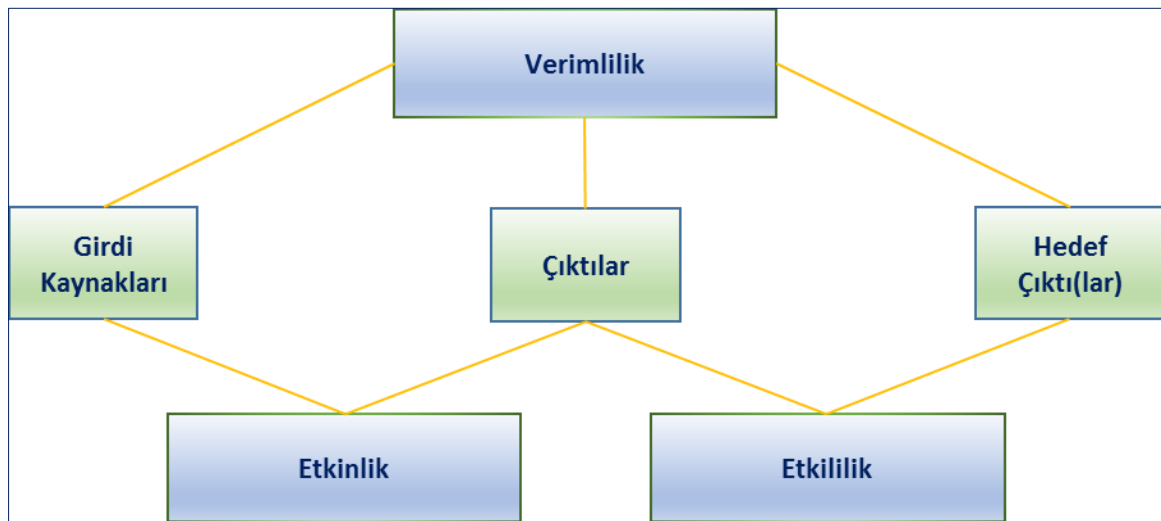 Verimlilik
Girdi
Kaynakları
Çıktılar
Hedef
Çıktı(lar)
Etkinlik
Etkililik